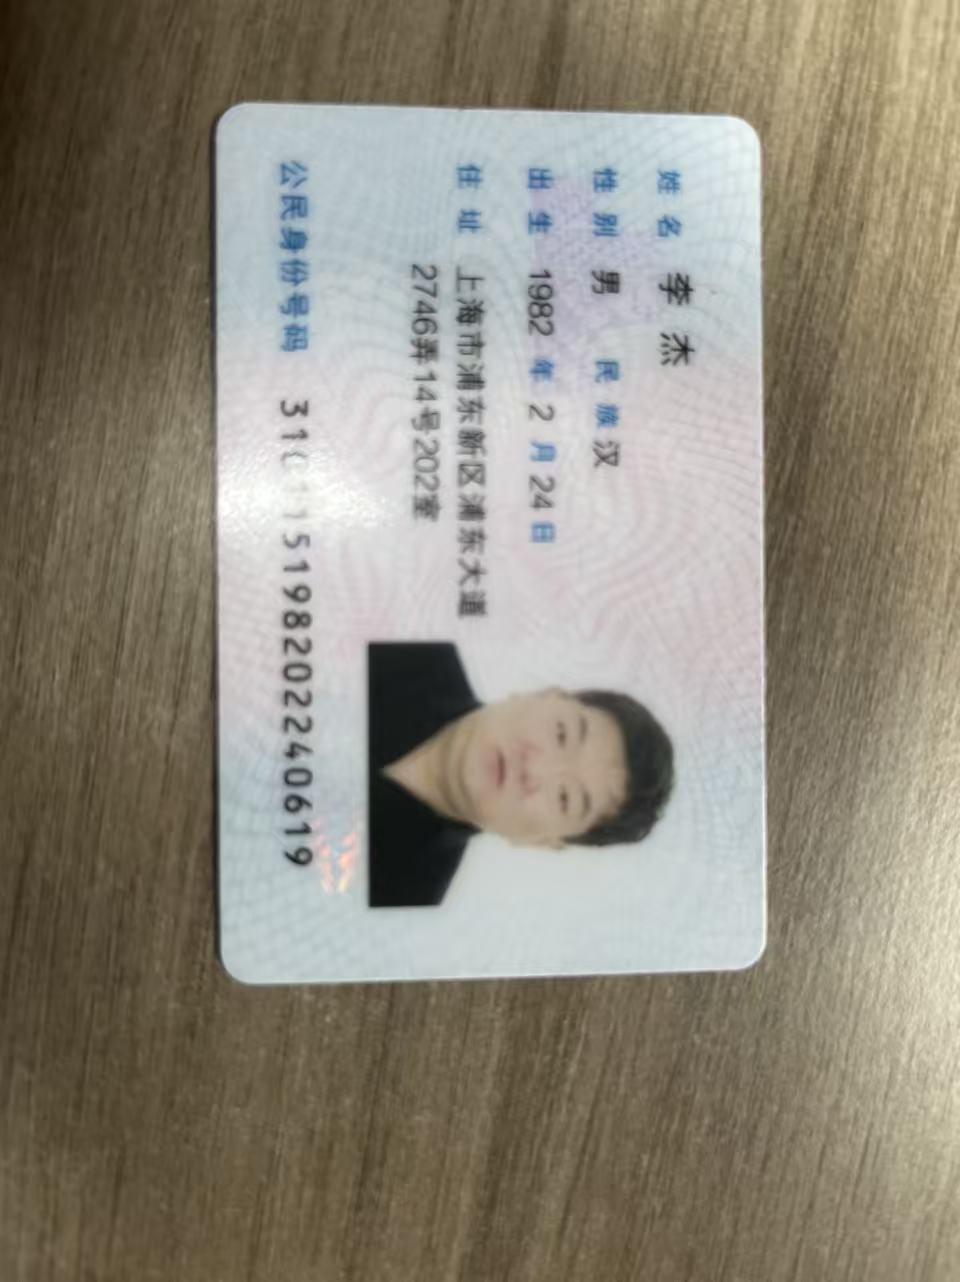 姓名 李杰
性别 男 民族 汉
出生 1982 年 2 月 24 日
住址 上海市浦东新区浦东大道
2746弄14号202室
公民身份号码